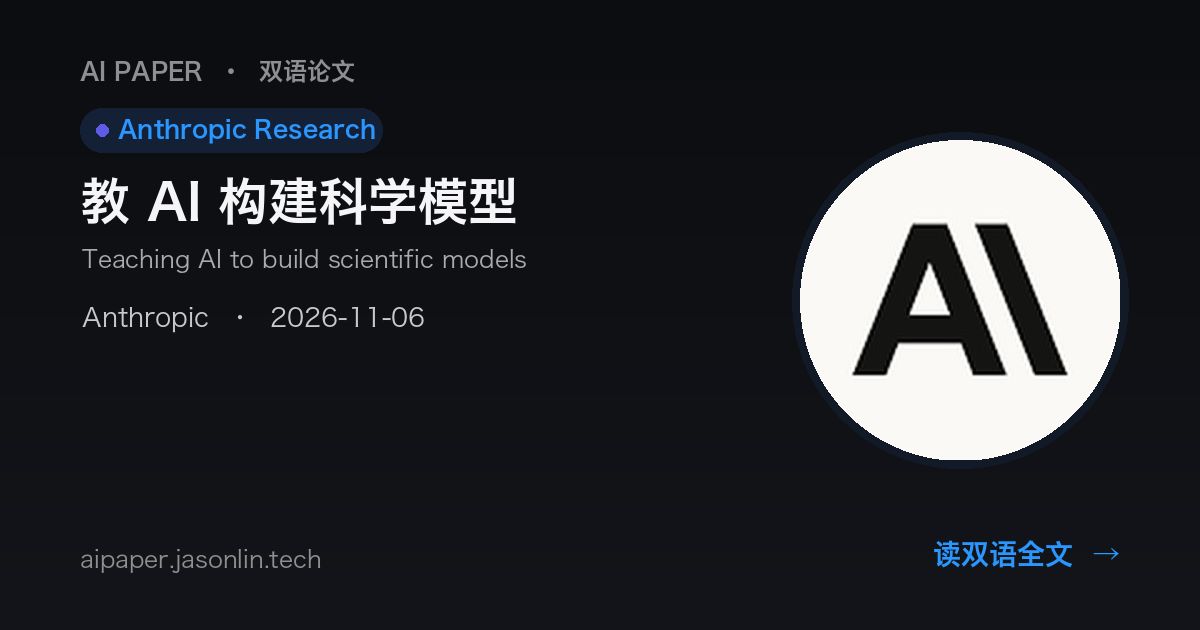 AI PAPER · 双语论文
Anthropic Research
教 AI 构建科学模型
Teaching AI to build scientific models
Anthropic · 2026-11-06
AI
aipaper.jasonlin.tech
读双语全文 →